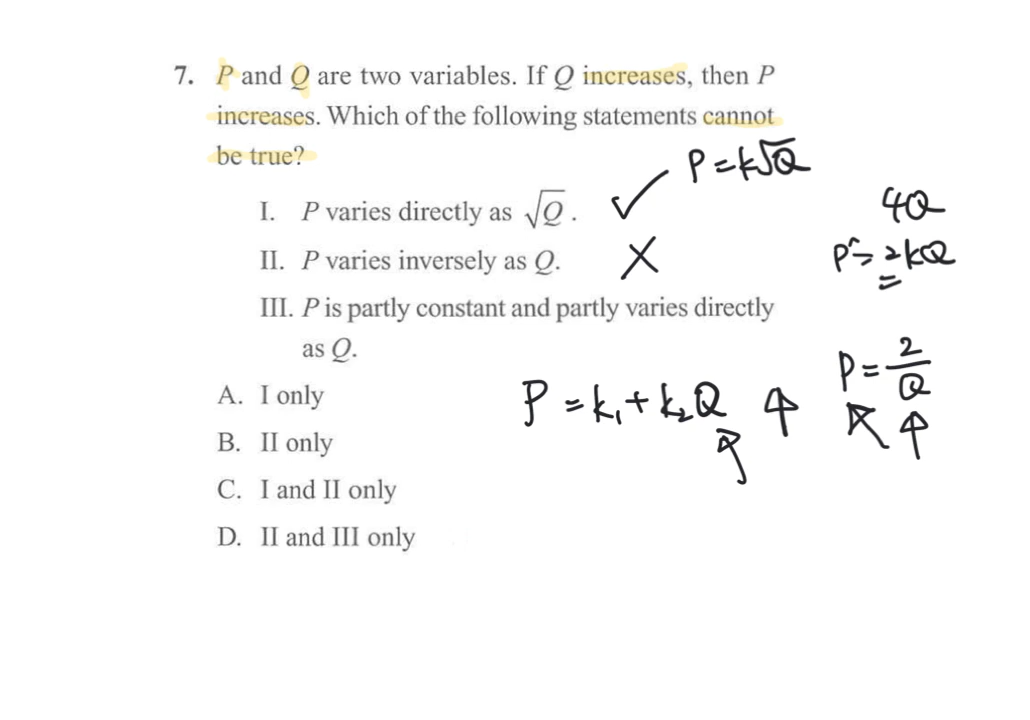 7. P and Q are two variables. If Q increases, then P
increases. Which of the following statements cannot
be true?
P = k√Q
I. P varies directly as √Q . ✓
4Q
II. P varies inversely as Q. X
III. P is partly constant and partly varies directly
as Q.
P = 2/Q
A. I only
P = k₁ + k₂Q ↑
B. II only
C. I and II only
D. II and III only